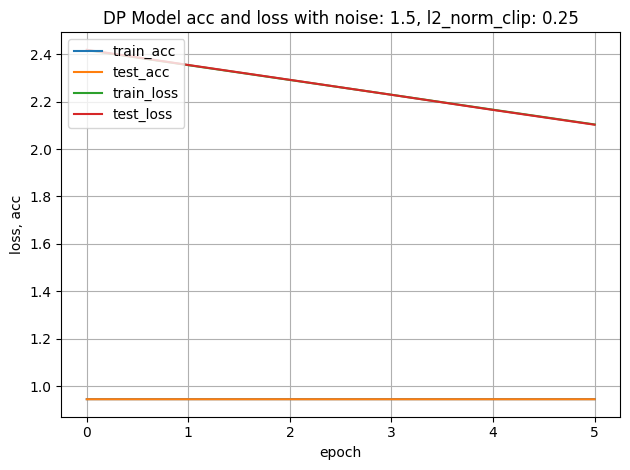 DP Model acc and loss with noise: 1.5, l2_norm_clip: 0.25
train_acc
test_acc
train_loss
test_loss
2.4
2.2
2.0
1.8
1.6
1.4
1.2
1.0
loss, acc
0 1 2 3 4 5
epoch